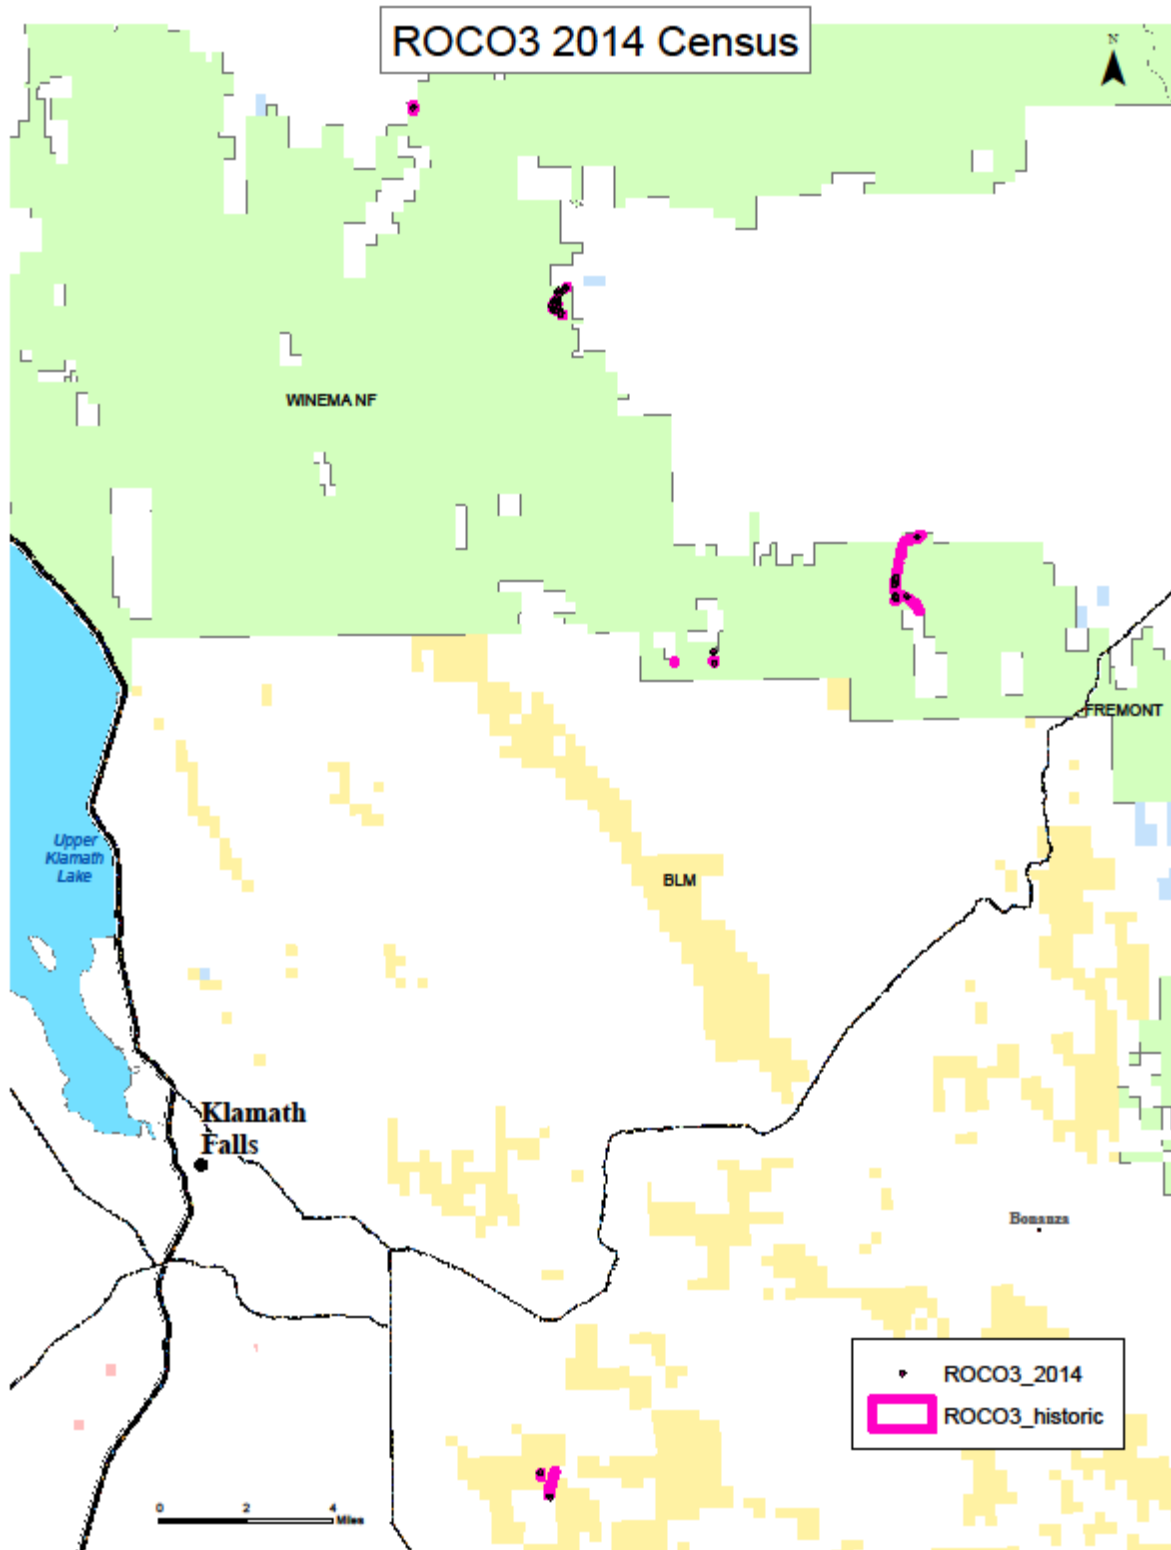 ROCO3 2014 Census
N
WINEMA NF
FREMONT
Upper
Klamath
Lake
BLM
Klamath
Falls
Bonanza
ROCO3_2014
ROCO3_historic
0 2 4
Miles